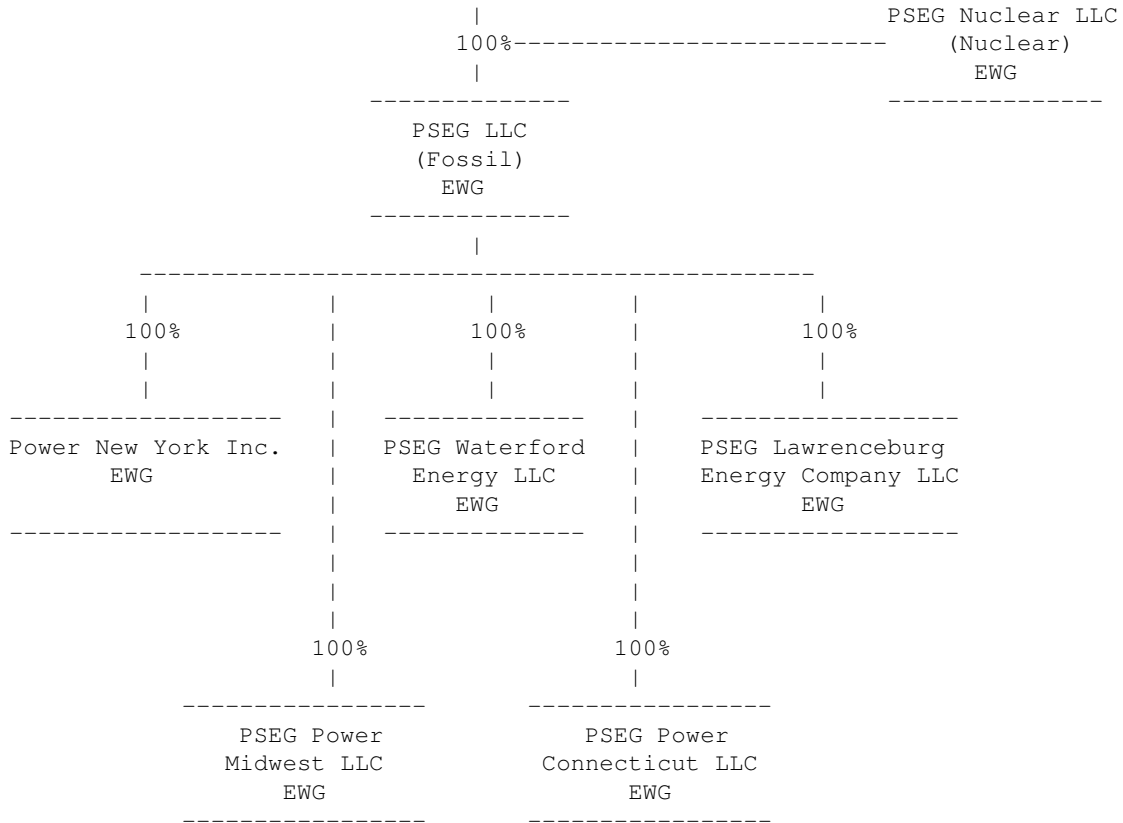 PSEG Nuclear LLC
100% (Nuclear)
EWG
PSEG LLC
(Fossil)
EWG
100% 100% 100%
Power New York Inc. PSEG Waterford PSEG Lawrenceburg
EWG Energy LLC Energy Company LLC
EWG EWG
100% 100%
PSEG Power PSEG Power
Midwest LLC Connecticut LLC
EWG EWG